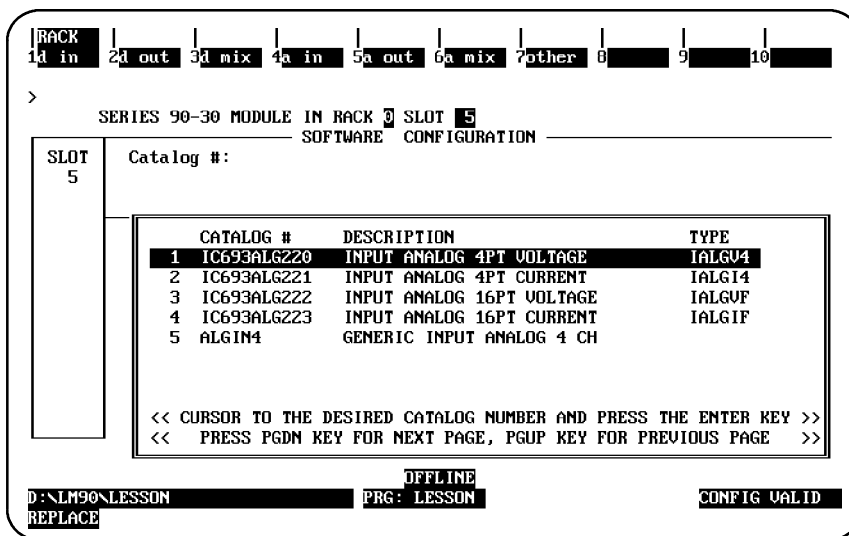 RACK
1d in 2d out 3d mix 4a in 5a out 6a mix 7other 8 9 10
>
SERIES 90-30 MODULE IN RACK 0 SLOT 5
SOFTWARE CONFIGURATION
SLOT Catalog #:
5
CATALOG # DESCRIPTION TYPE
1 IC693ALG220 INPUT ANALOG 4PT VOLTAGE IALGV4
2 IC693ALG221 INPUT ANALOG 4PT CURRENT IALGI4
3 IC693ALG222 INPUT ANALOG 16PT VOLTAGE IALGVF
4 IC693ALG223 INPUT ANALOG 16PT CURRENT IALGIF
5 ALGIN4 GENERIC INPUT ANALOG 4 CH
<< CURSOR TO THE DESIRED CATALOG NUMBER AND PRESS THE ENTER KEY >>
<< PRESS PGDN KEY FOR NEXT PAGE, PGUP KEY FOR PREVIOUS PAGE >>
OFFLINE
D:\LM90\LESSON PRG: LESSON CONFIG VALID
REPLACE